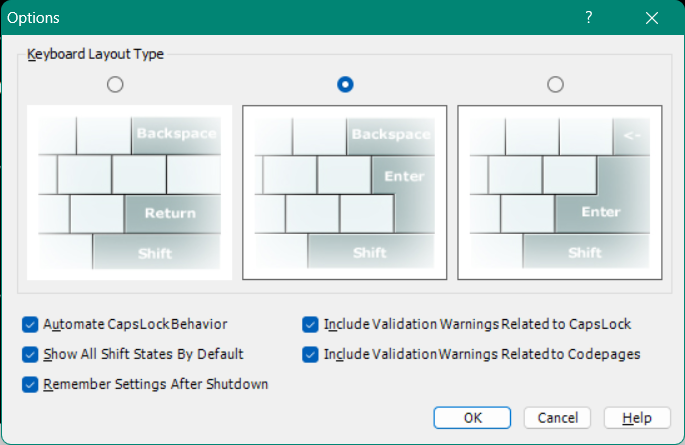 Options
?
Keyboard Layout Type
Backspace
Return
Shift
Backspace
Enter
Shift
<-
Enter
Shift
Automate CapsLock Behavior
Include Validation Warnings Related to CapsLock
Show All Shift States By Default
Include Validation Warnings Related to Codepages
Remember Settings After Shutdown
OK
Cancel
Help